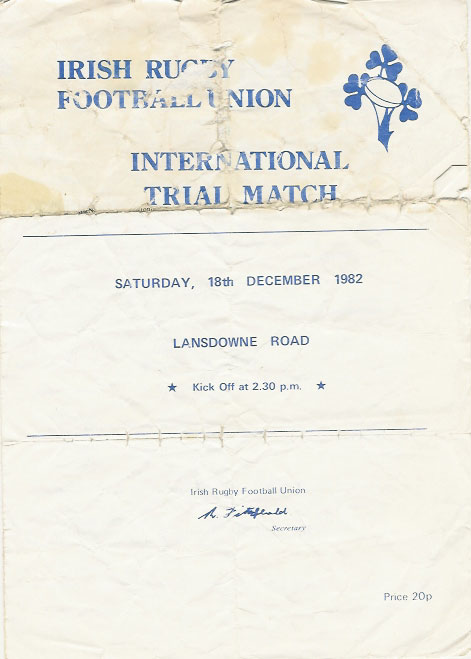 IRISH RUGBY
FOOTBALL UNION
INTERNATIONAL
TRIAL MATCH
SATURDAY, 18th DECEMBER 1982
LANSDOWNE ROAD
★ Kick Off at 2.30 p.m. ★
Irish Rugby Football Union
Secretary
Price 20p